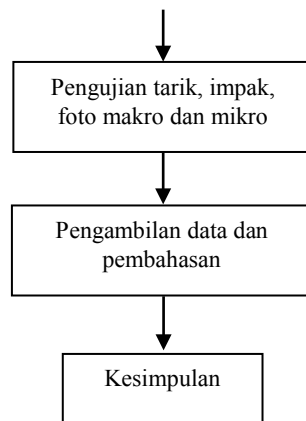 Pengujian tarik, impak,
foto makro dan mikro
Pengambilan data dan
pembahasan
Kesimpulan